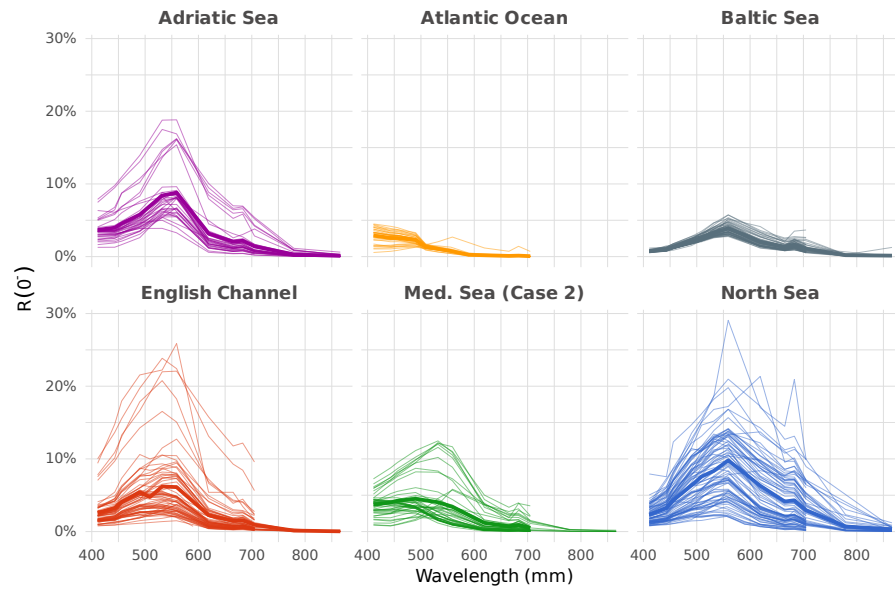 Adriatic Sea Atlantic Ocean Baltic Sea
30%
20%
10%
0%
R(0⁻)
English Channel Med. Sea (Case 2) North Sea
30%
20%
10%
0%
400 500 600 700 800 400 500 600 700 800 400 500 600 700 800
Wavelength (mm)